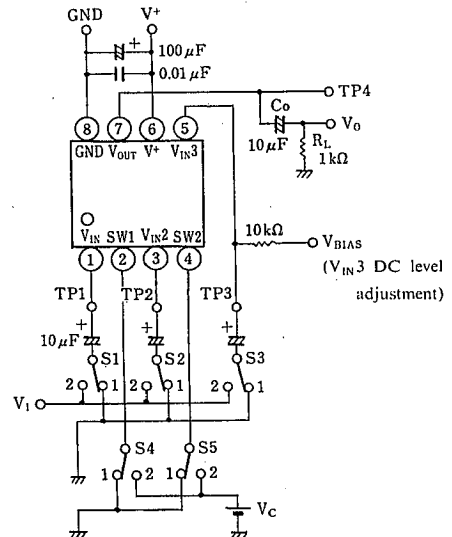 GND V⁺
+ 100μF
0.01μF
TP4
Co
Vo
10μF
RL
1kΩ
8 7 6 5
GND VOUT V⁺ VIN3
VIN SW1 VIN2 SW2
1 2 3 4
10kΩ
VBIAS
(VIN3 DC level
adjustment)
TP1 TP2 TP3
+ + +
10μF
S1 S2 S3
2 1 2 1 2 1
V1
S4 S5
1 2 1 2
VC